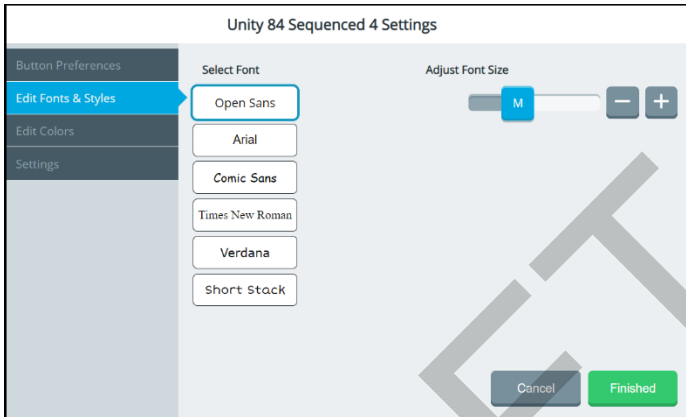 Unity 84 Sequenced 4 Settings
Button Preferences
Edit Fonts & Styles
Edit Colors
Settings
Select Font
Open Sans
Arial
Comic Sans
Times New Roman
Verdana
Short Stack
Adjust Font Size
M
− +
Cancel
Finished